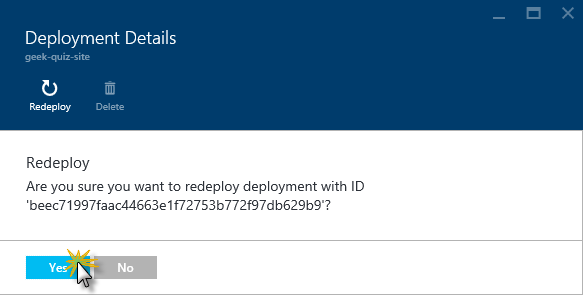 Deployment Details
geek-quiz-site
Redeploy Delete
Redeploy
Are you sure you want to redeploy deployment with ID
'beec71997faac44663e1f72753b772f97db629b9'?
Yes No